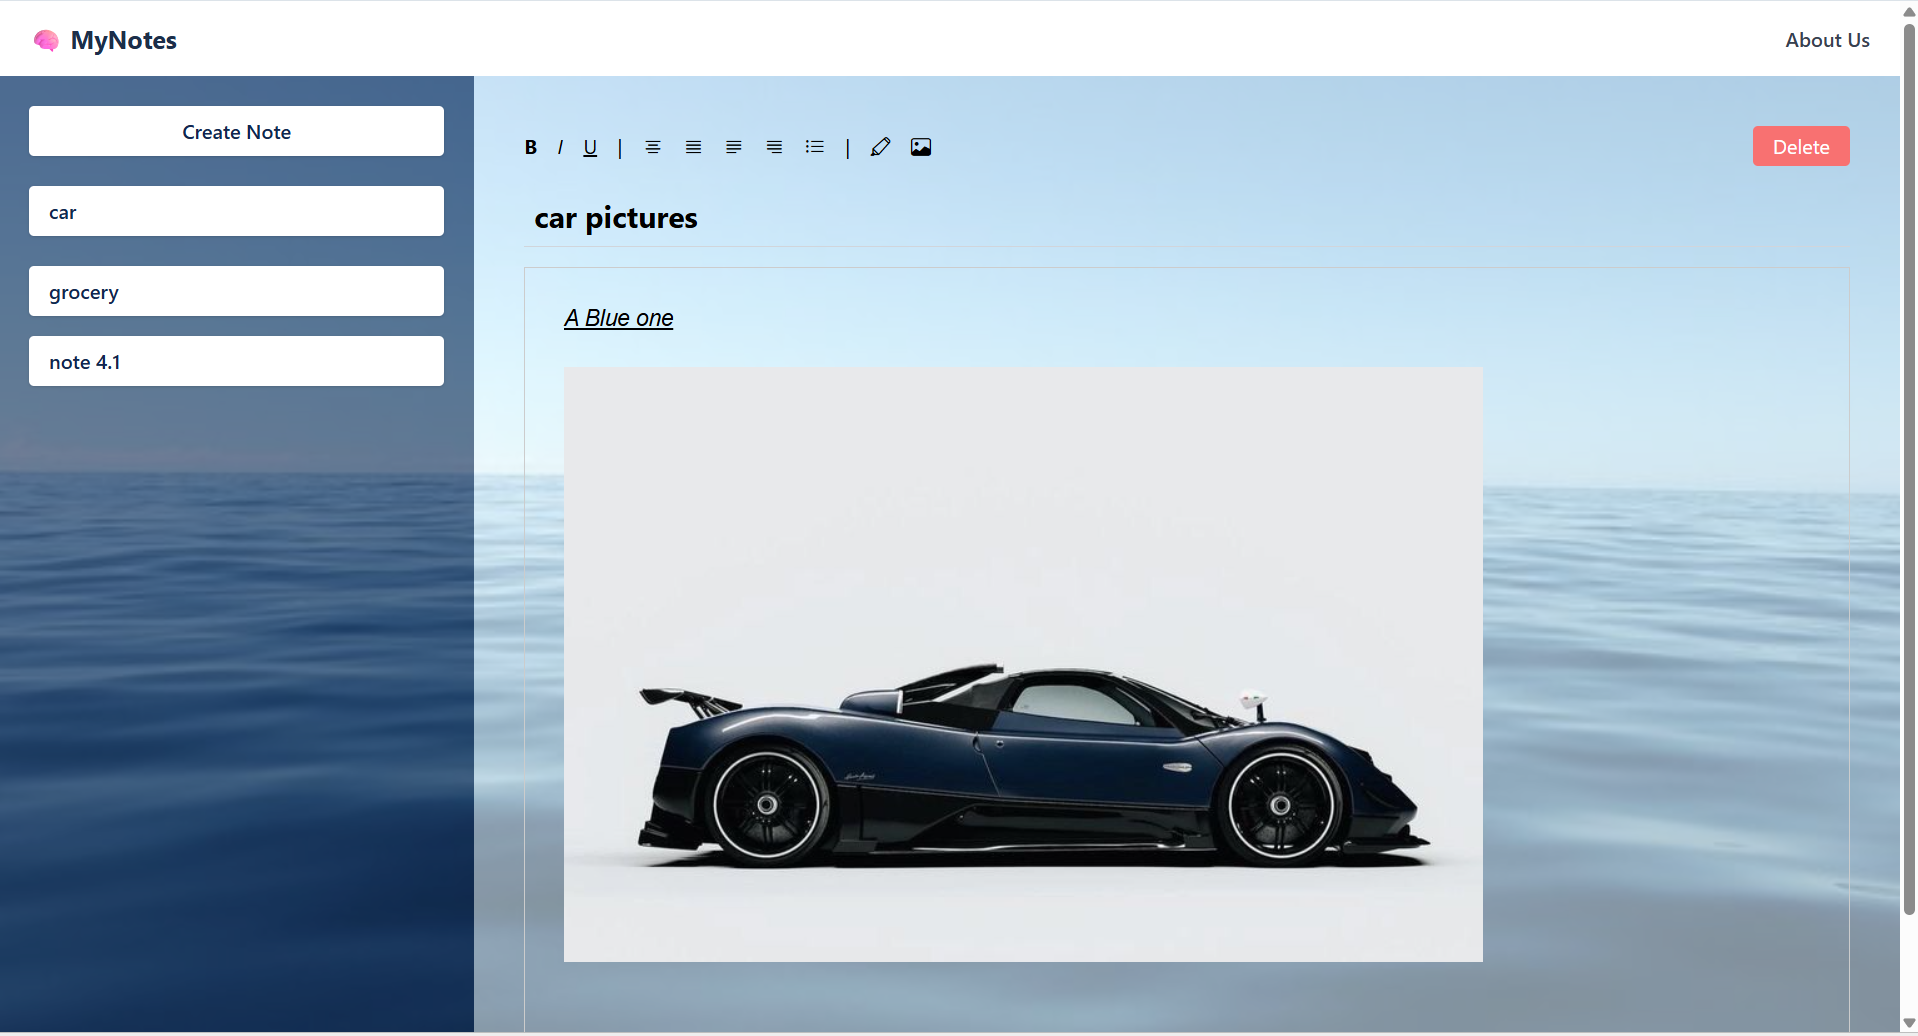 MyNotes
About Us
Create Note
car
grocery
note 4.1
B I U | |
Delete
car pictures
A Blue one